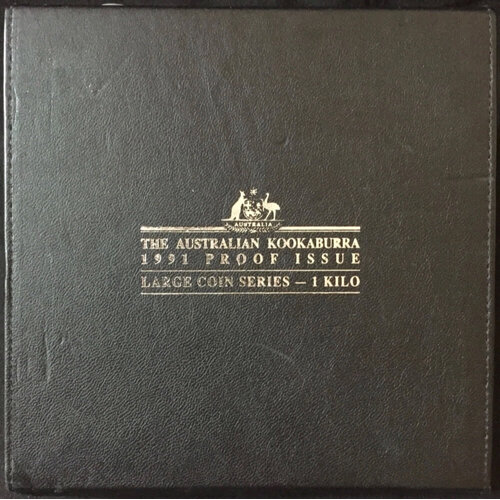 AUSTRALIA
THE AUSTRALIAN KOOKABURRA
1991 PROOF ISSUE
LARGE COIN SERIES – 1 KILO